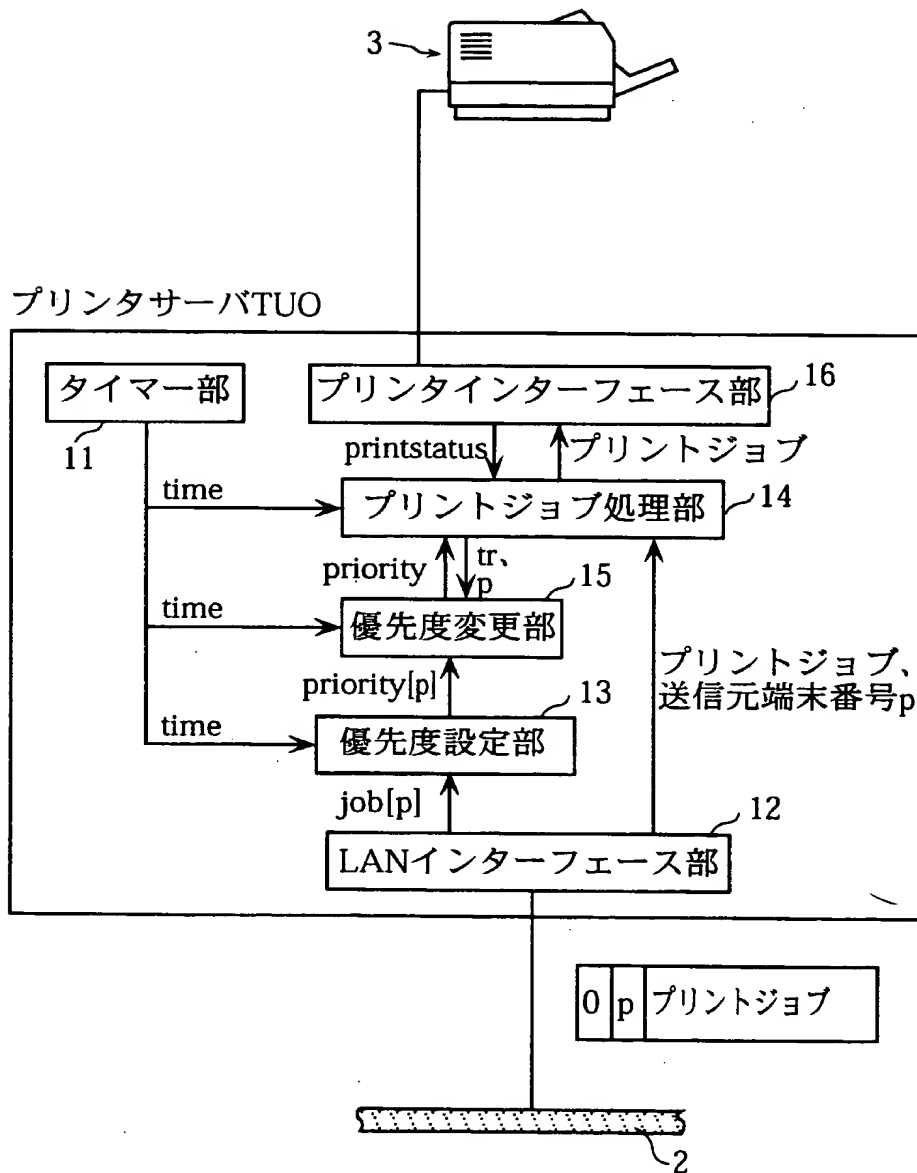 3
プリンタサーバTUO
タイマー部
11
プリンタインターフェース部
16
printstatus
プリントジョブ
time
プリントジョブ処理部
14
priority
tr、
p
15
time
優先度変更部
プリントジョブ、
送信元端末番号p
priority[p]
13
time
優先度設定部
job[p]
12
LANインターフェース部
0
p
プリントジョブ
2